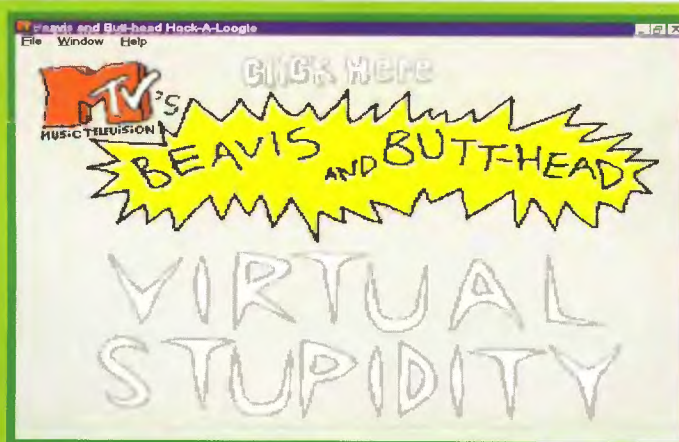 Beavis and Butt-head Hock-A-Loogie
File Window Help
CLICK HERE
MTV's
MUSIC TELEVISION
BEAVIS AND BUTT-HEAD
VIRTUAL
STUPIDITY